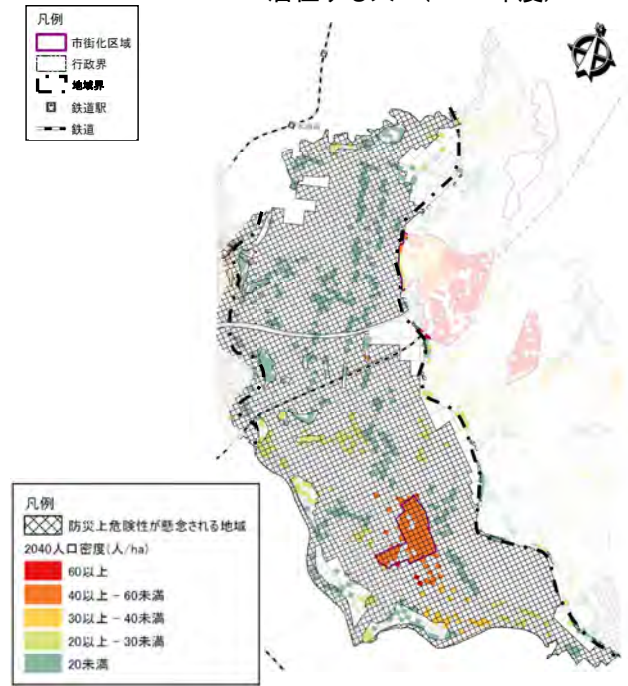 凡例
市街化区域
行政界
地域界
鉄道駅
鉄道
凡例
防災上危険性が懸念される地域
2040人口密度(人/ha)
60以上
40以上 - 60未満
30以上 - 40未満
20以上 - 30未満
20未満